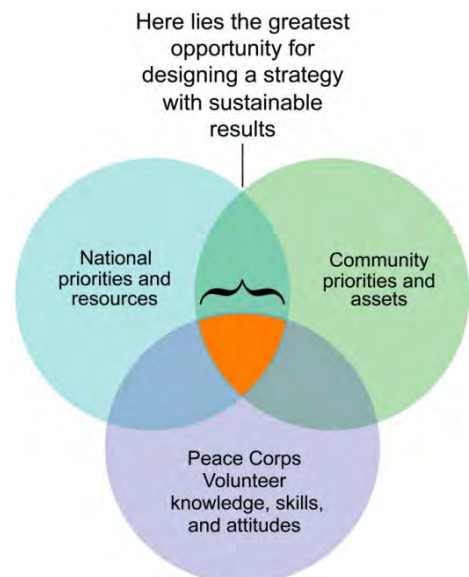 Here lies the greatest
opportunity for
designing a strategy
with sustainable
results
National
priorities and
resources
Community
priorities and
assets
Peace Corps
Volunteer
knowledge, skills,
and attitudes